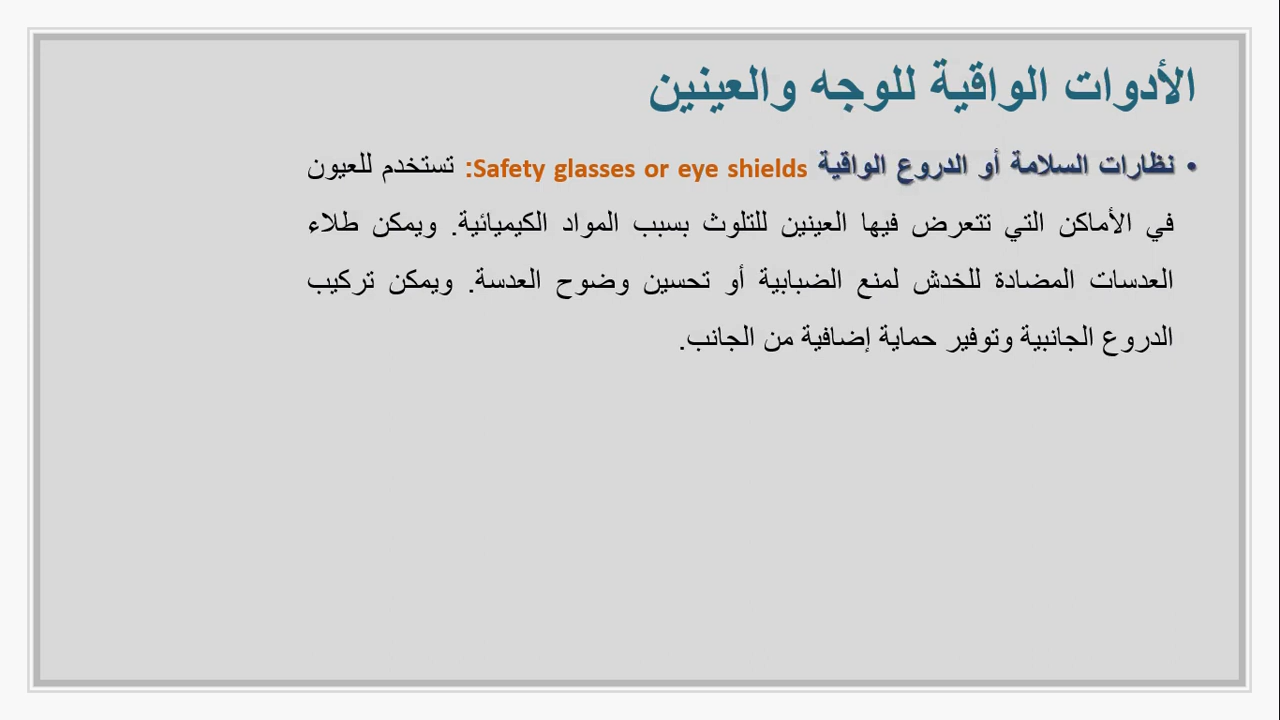 الأدوات الواقية للوجه والعينين
• نظارات السلامة أو الدروع الواقية Safety glasses or eye shields: تستخدم للعيون
في الأماكن التي تتعرض فيها العينين للتلوث بسبب المواد الكيميائية. ويمكن طلاء
العدسات المضادة للخدش لمنع الضبابية أو تحسين وضوح العدسة. ويمكن تركيب
الدروع الجانبية وتوفير حماية إضافية من الجانب.